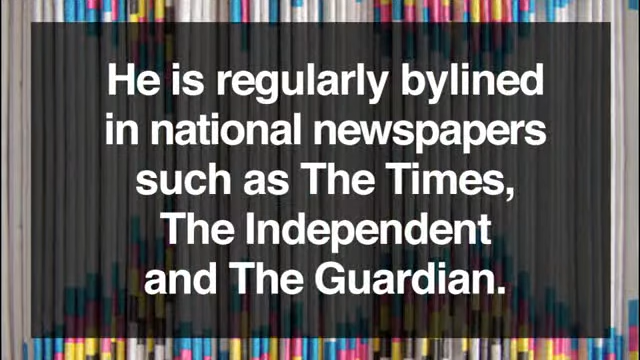 He is regularly bylined
in national newspapers
such as The Times,
The Independent
and The Guardian.